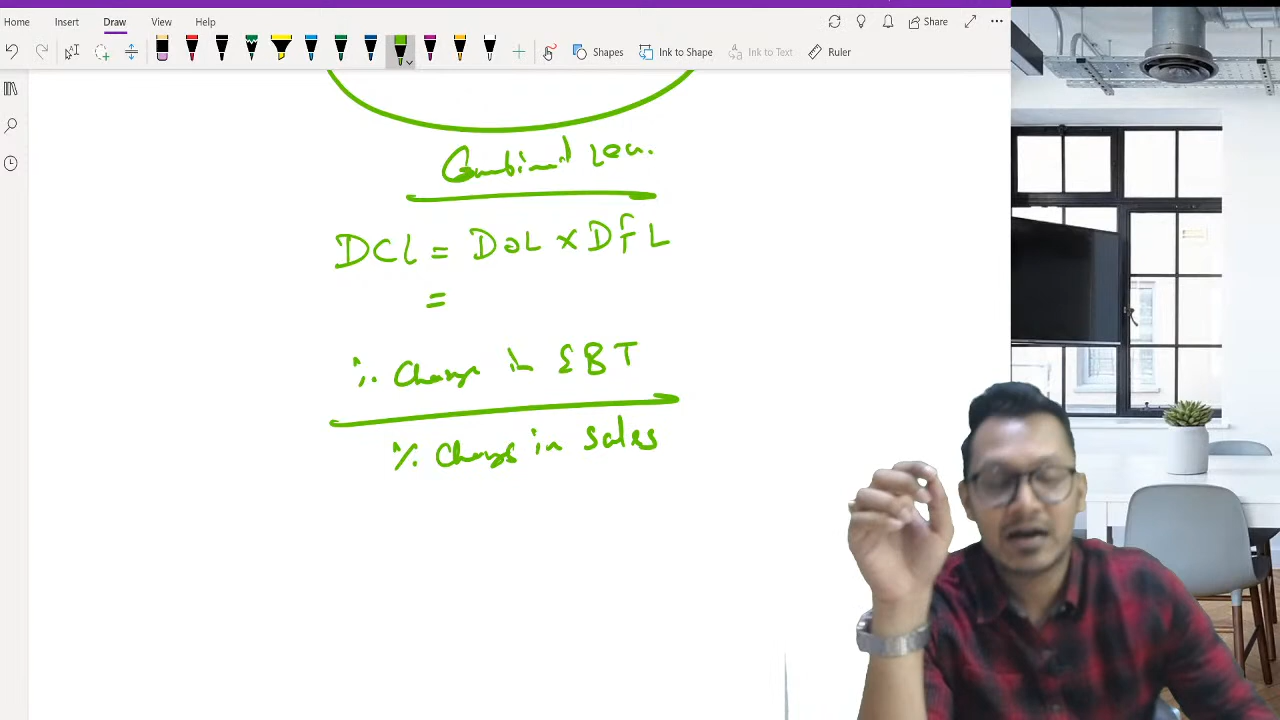 Home Insert Draw View Help
Share
Shapes Ink to Shape Ink to Text Ruler
Combined Lev.
DCL = DOL × DFL
=
% Change in EBT
% Change in Sales